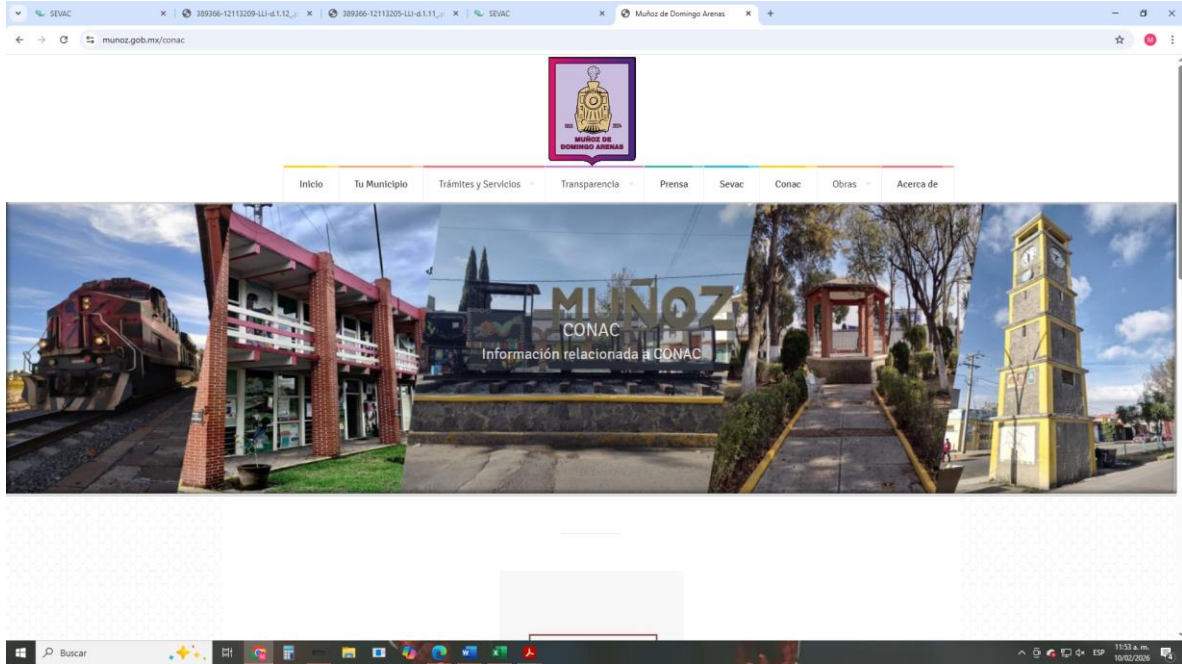 SEVAC
389366-12113209-LLI-d.1.12_
389366-12113205-LLI-d.1.11_
SEVAC
Muñoz de Domingo Arenas
munoz.gob.mx/conac
M
MUÑOZ DE
DOMINGO ARENAS
Inicio
Tu Municipio
Trámites y Servicios
Transparencia
Prensa
Sevac
Conac
Obras
Acerca de
MUÑOZ
CONAC
Información relacionada a CONAC
Buscar
ESP
11:53 a. m.
10/02/2026